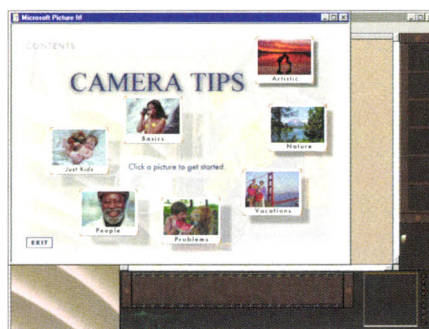 Microsoft Picture It!
CONTENTS
CAMERA TIPS
Artistic
Basics
Nature
Just Kids
Click a picture to get started.
Vacations
People
Problems
EXIT